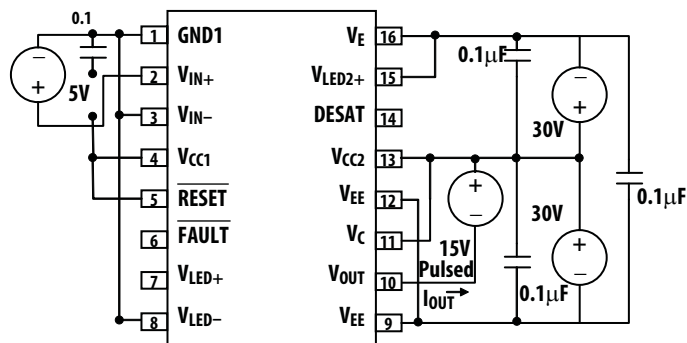 0.1
5V
1 GND1
2 VIN+
3 VIN-
4 VCC1
5 RESET
6 FAULT
7 VLED+
8 VLED-
VE 16
VLED2+ 15
DESAT 14
VCC2 13
VEE 12
VC 11
VOUT 10
VEE 9
0.1µF
30V
0.1µF
30V
15V
Pulsed
IOUT
0.1µF